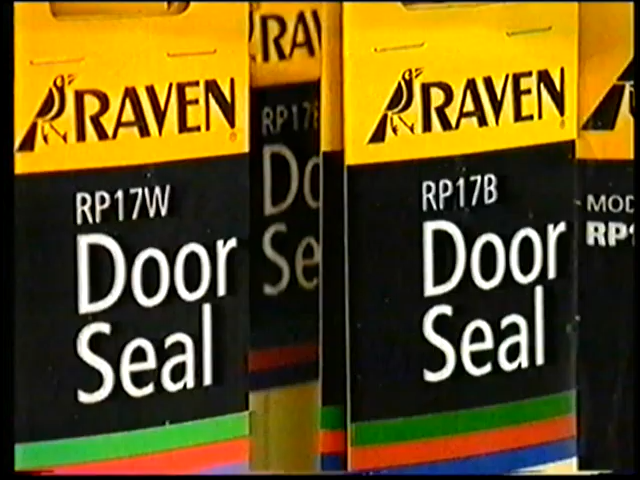 RAVEN
RP17W
Door
Seal
RAVEN
RP17B
Door
Seal